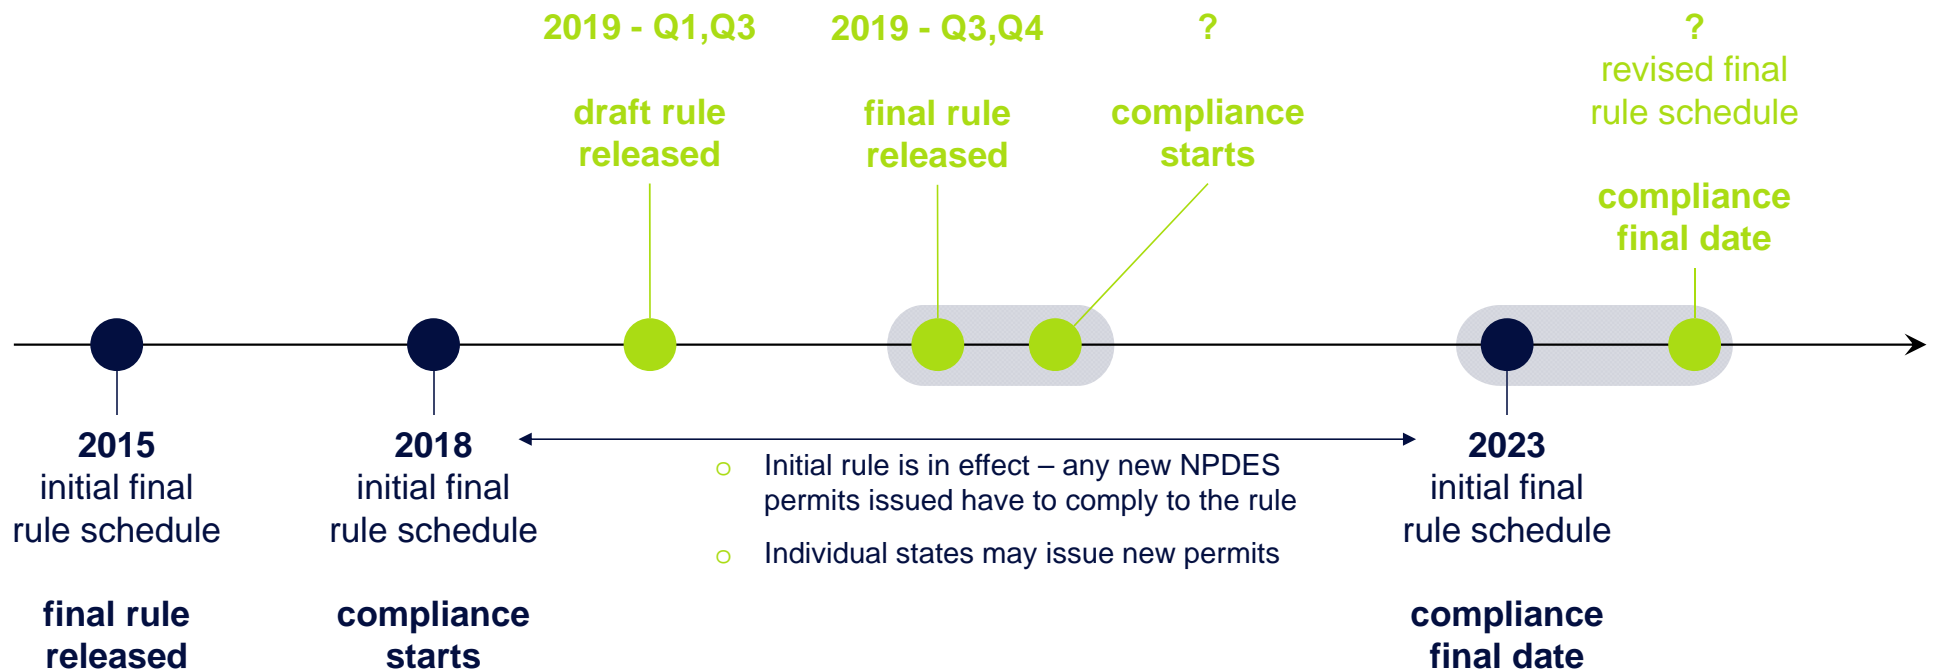 2019 - Q1,Q3
draft rule
released
2019 - Q3,Q4
final rule
released
?
compliance
starts
?
revised final
rule schedule
compliance
final date
2015
initial final
rule schedule
final rule
released
2018
initial final
rule schedule
compliance
starts
o Initial rule is in effect – any new NPDES
permits issued have to comply to the rule
o Individual states may issue new permits
2023
initial final
rule schedule
compliance
final date